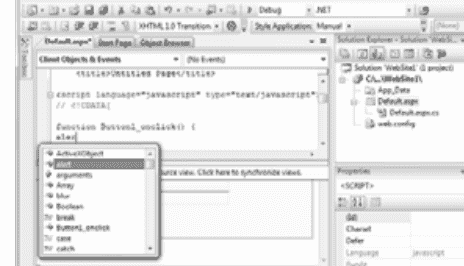 Debug
.NET
XHTML 1.0 Transition
Style Application: Manual
(None)
Default.aspx* Start Page Object Browser
Client Objects & Events
(No Events)
<title>Untitled Page</title>
<script language="javascript" type="text/javascript">
// <!CDATA[
function Button1_onclick() {
aler
ActiveXObject
alert
arguments
Array
blur
Boolean
break
Button1_onclick
case
catch
ource view. Click here to synchronize views.
Solution Explorer - Solution 'WebSi...
Solution 'WebSite1' (1 project)
C:\...\WebSite1\
App_Data
Default.aspx
Default.aspx.cs
web.config
Properties
<SCRIPT>
Charset
Defer
Language javascript